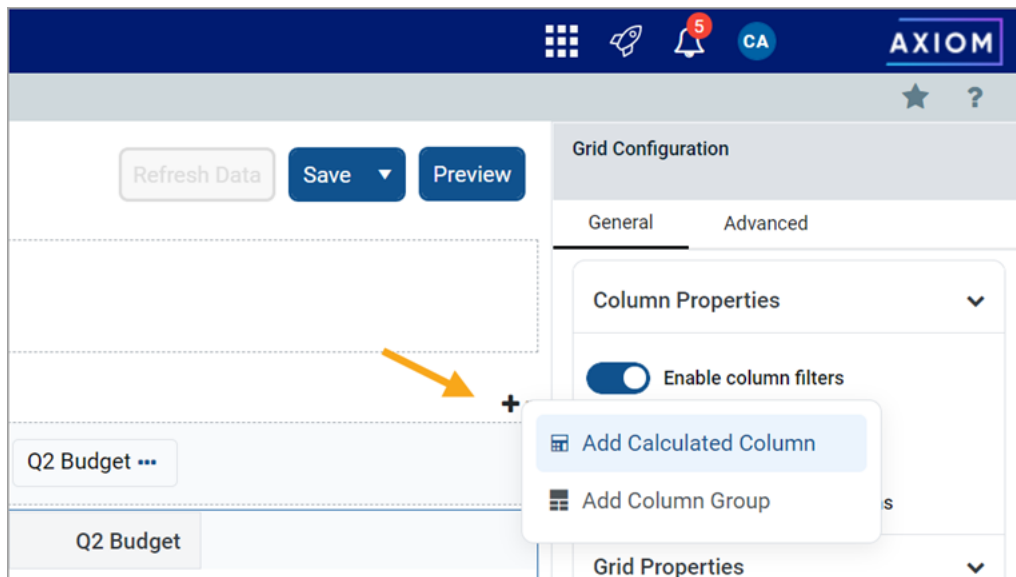 5
CA
AXIOM
?
Refresh Data
Save
Preview
Grid Configuration
General
Advanced
Column Properties
Enable column filters
+
Add Calculated Column
Add Column Group
Q2 Budget ...
Q2 Budget
Grid Properties